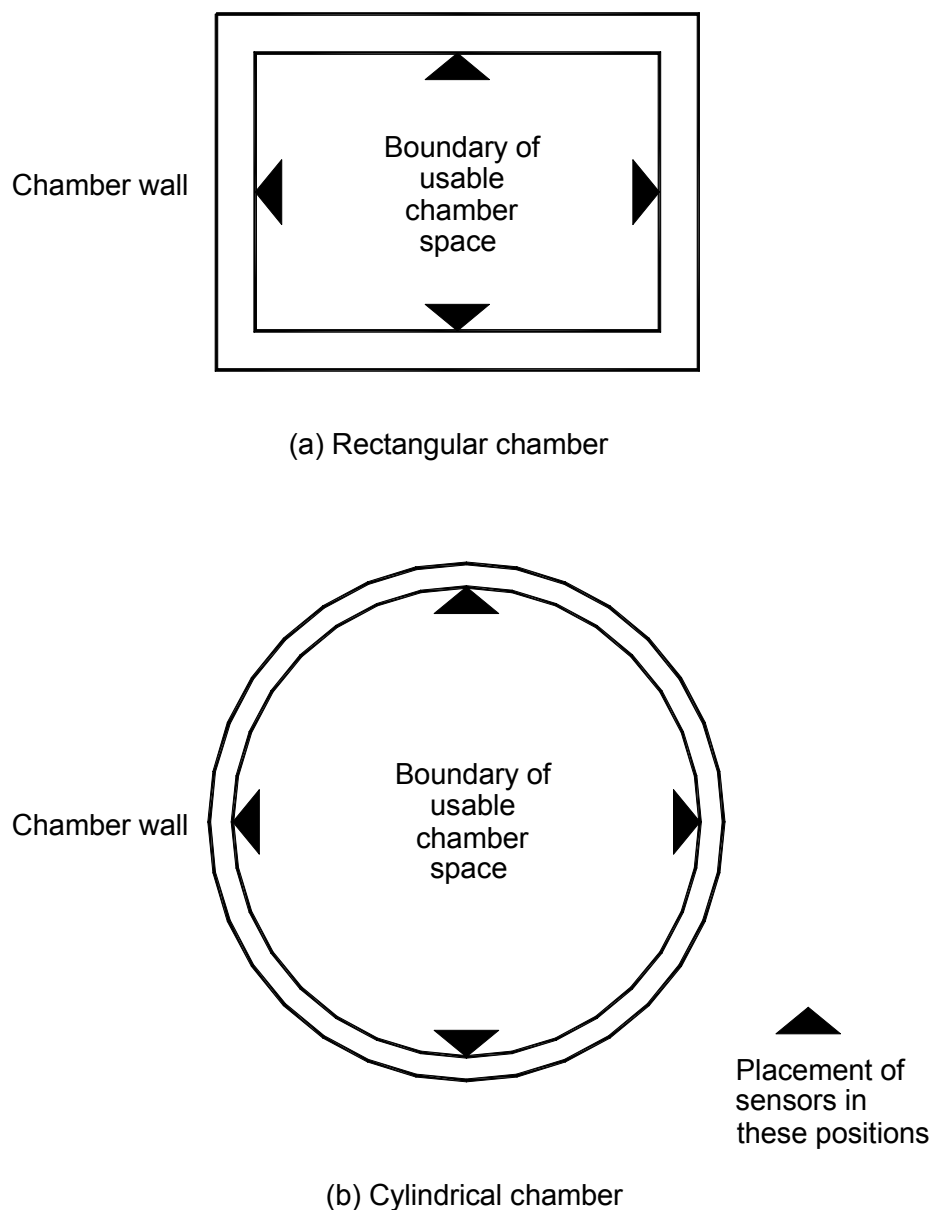 Boundary of
usable
chamber
space
Chamber wall
(a) Rectangular chamber
Boundary of
usable
chamber
space
Chamber wall
Placement of
sensors in
these positions
(b) Cylindrical chamber